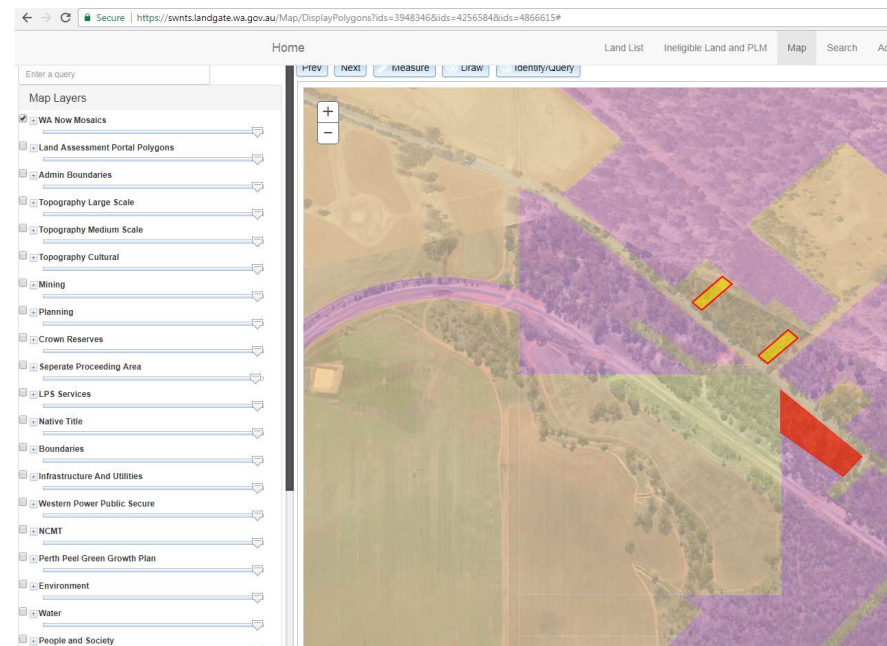 Secure | https://swnts.landgate.wa.gov.au/Map/DisplayPolygons?ids=3948346&ids=4256584&ids=4866615#
Home Land List Ineligible Land and PLM Map Search
Enter a query Prev Next Measure Draw Identify/Query
Map Layers
WA Now Mosaics
Land Assessment Portal Polygons
Admin Boundaries
Topography Large Scale
Topography Medium Scale
Topography Cultural
Mining
Planning
Crown Reserves
Seperate Proceeding Area
LPS Services
Native Title
Boundaries
Infrastructure And Utilities
Western Power Public Secure
NCMT
Perth Peel Green Growth Plan
Environment
Water
People and Society